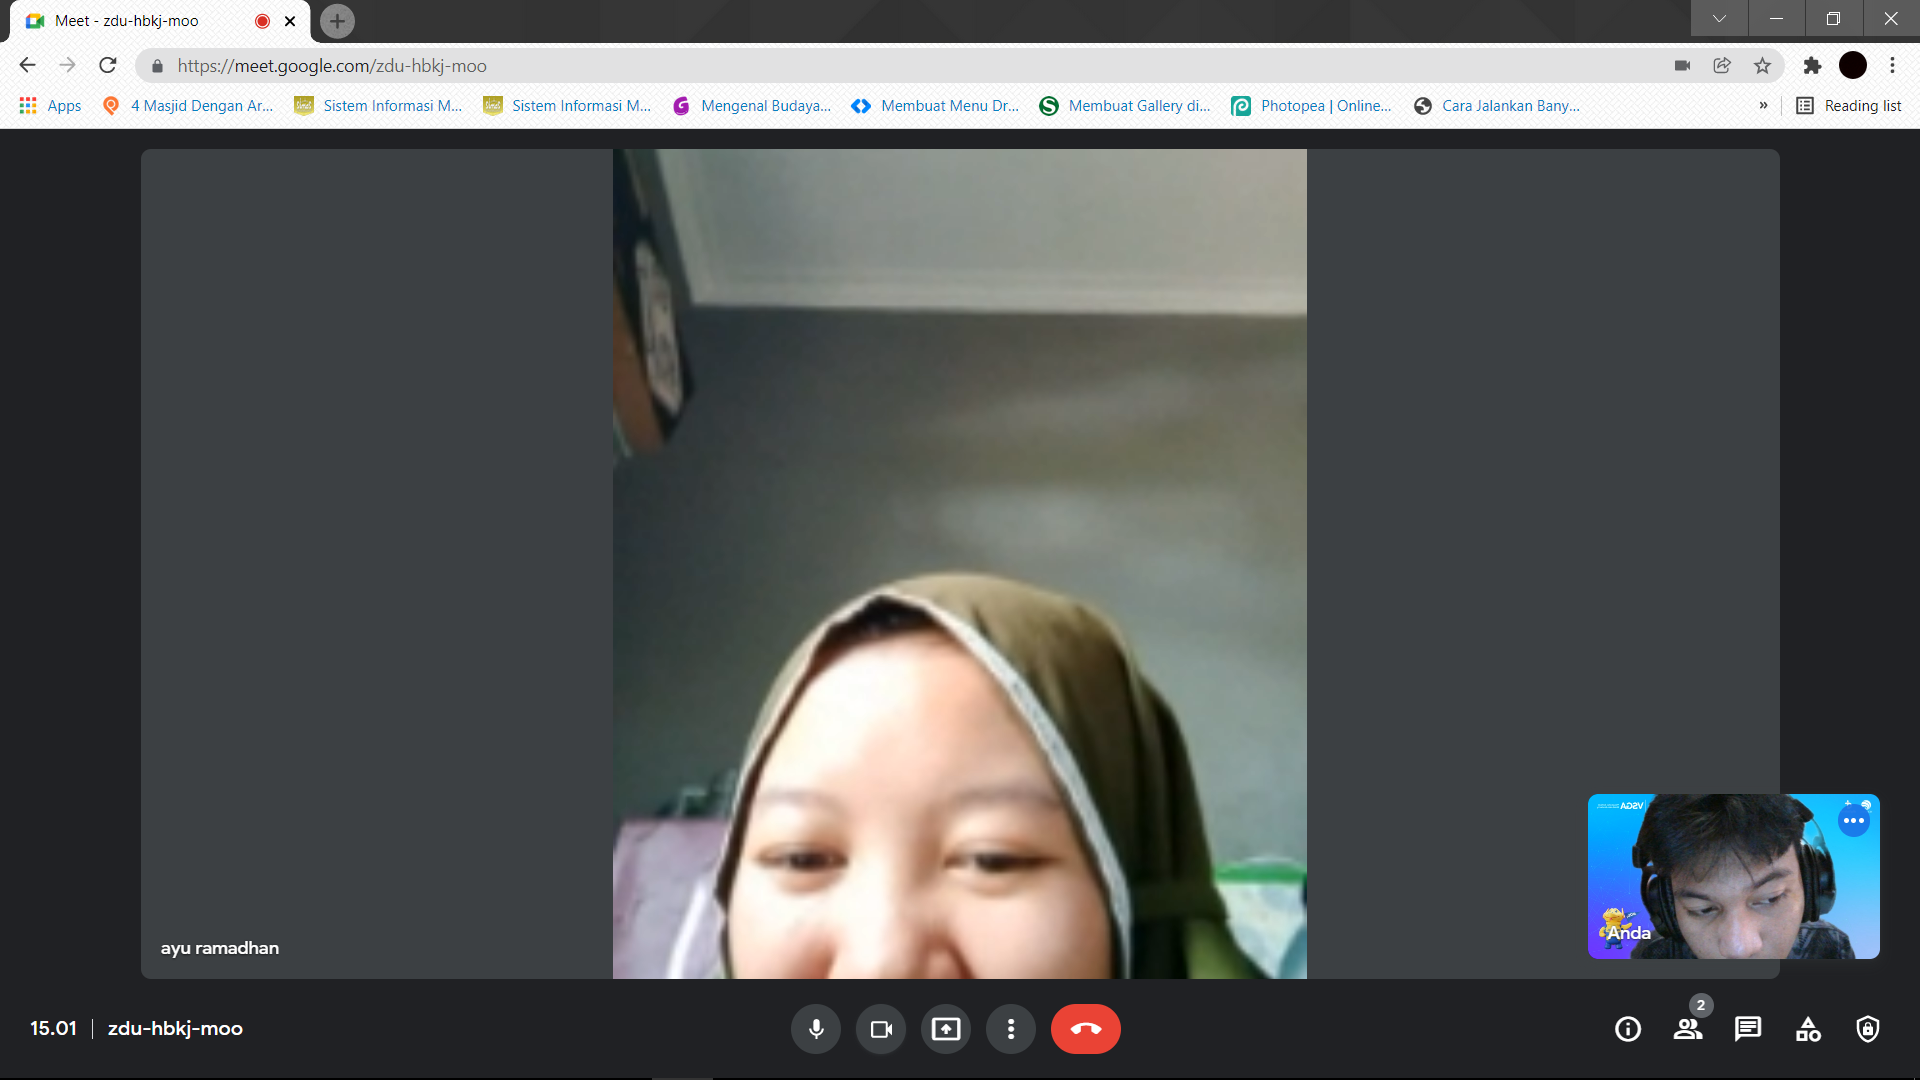 Meet - zdu-hbkj-moo
https://meet.google.com/zdu-hbkj-moo
Apps 4 Masjid Dengan Ar... Sistem Informasi M... Sistem Informasi M... Mengenal Budaya... Membuat Menu Dr... Membuat Gallery di... Photopea | Online... Cara Jalankan Bany... » Reading list
VSGA
Anda
ayu ramadhan
2
15.01 | zdu-hbkj-moo